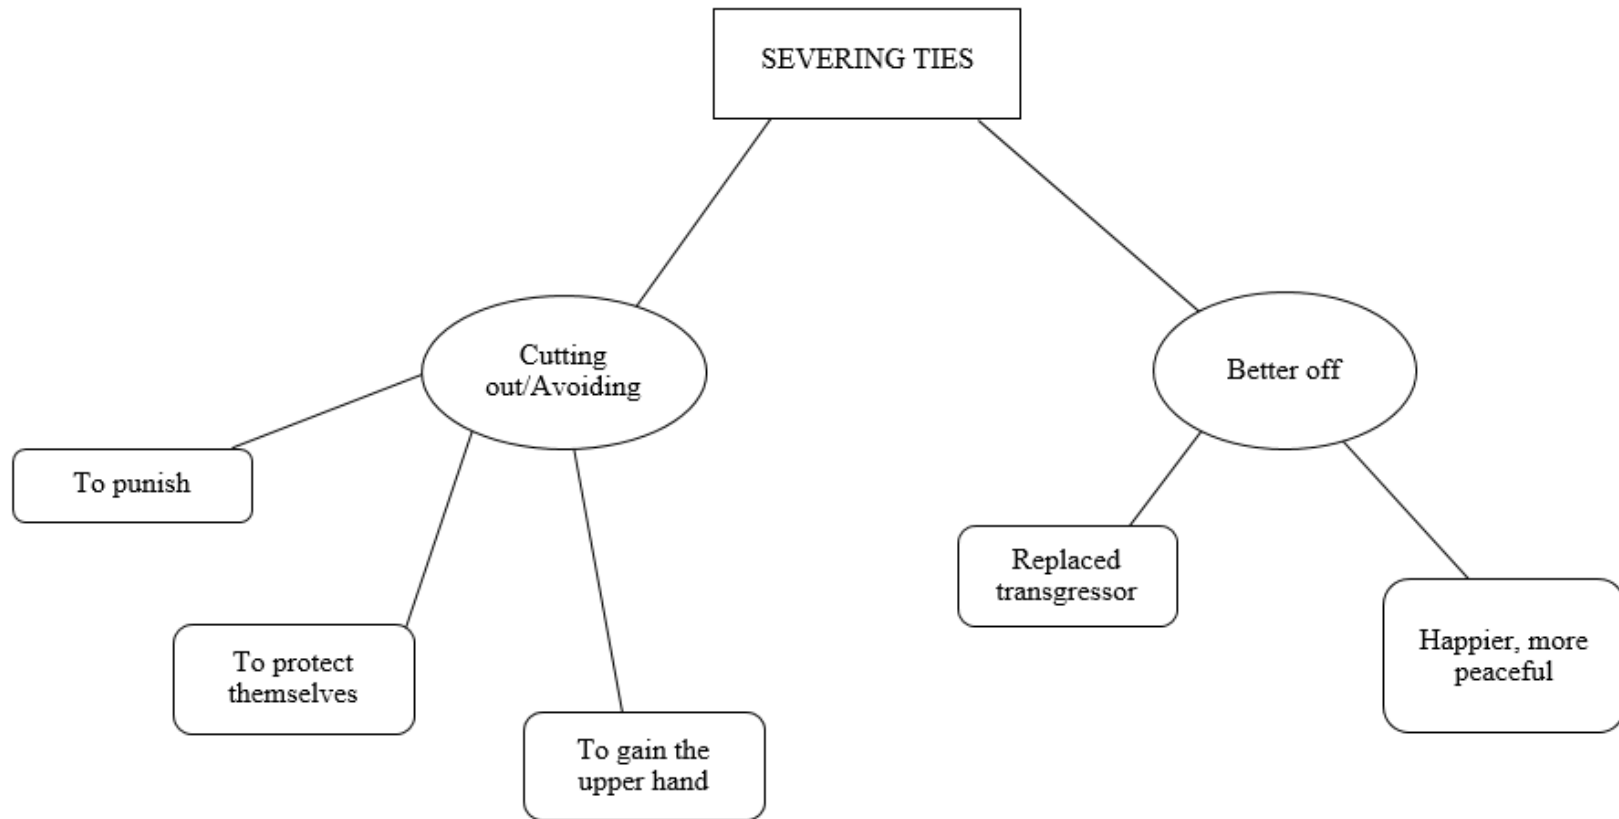 SEVERING TIES
Cutting
out/Avoiding
Better off
To punish
To protect
themselves
To gain the
upper hand
Replaced
transgressor
Happier, more
peaceful